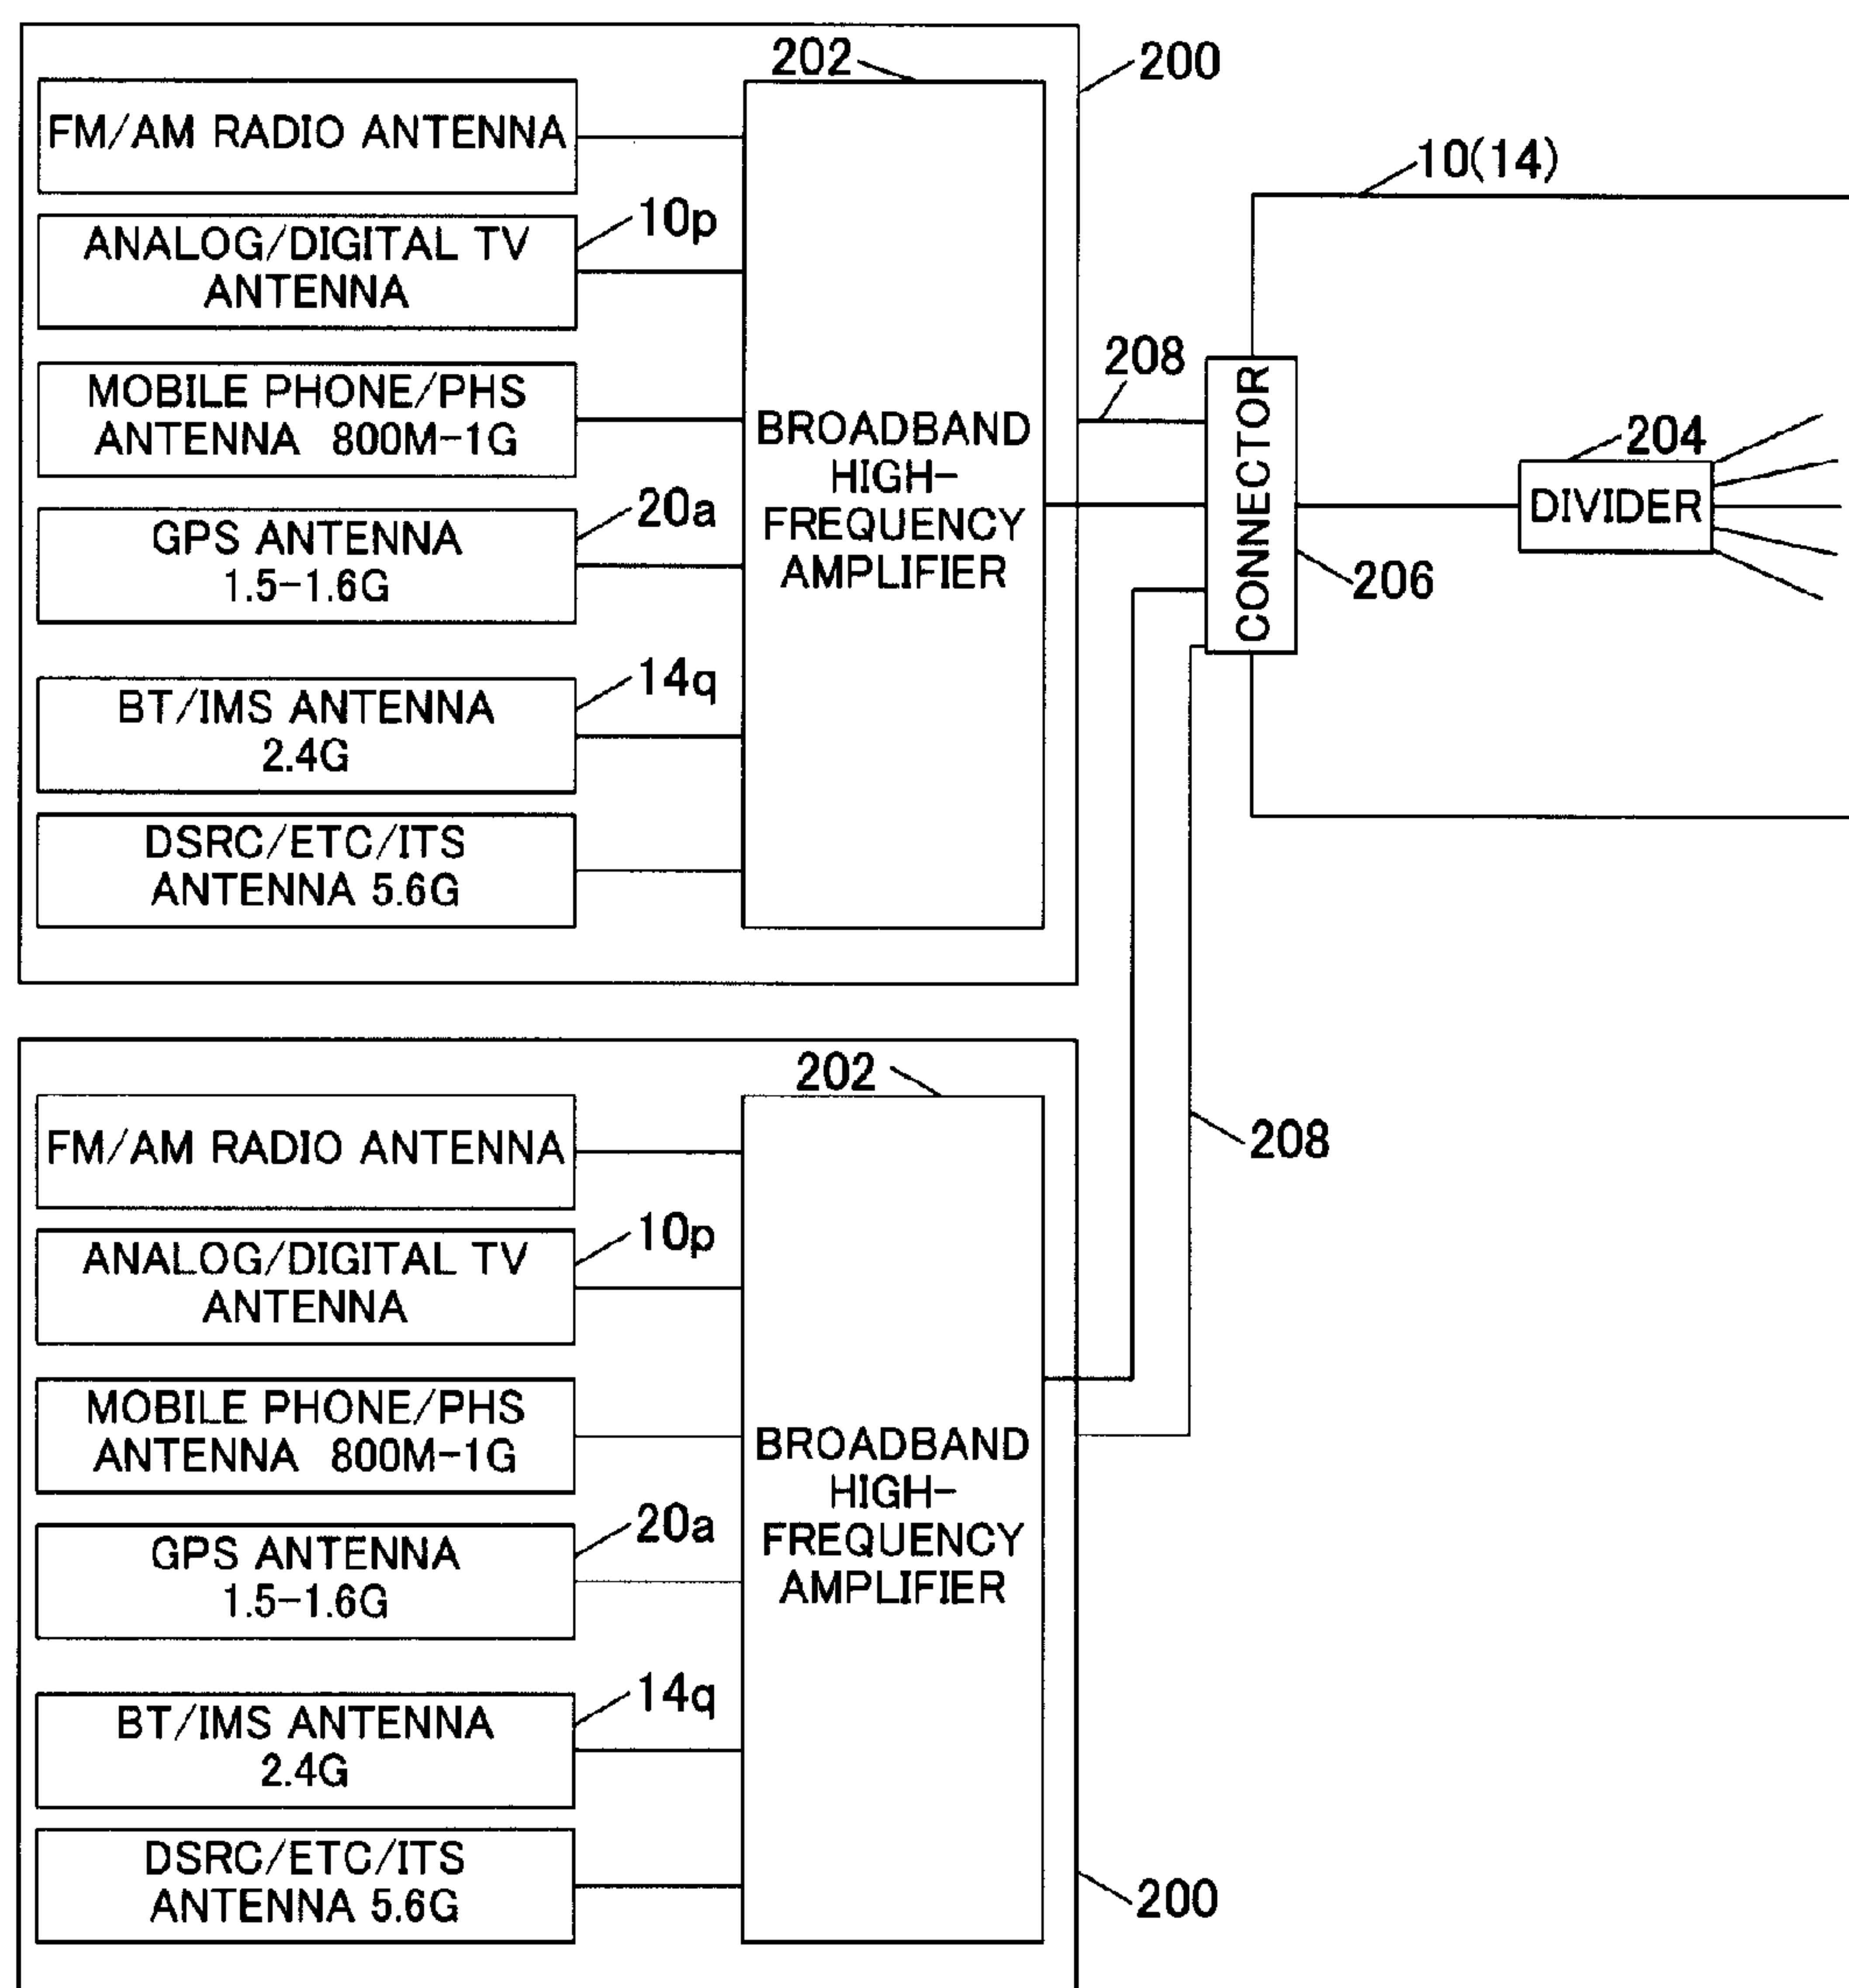 202
200
FM/AM RADIO ANTENNA
10p
ANALOG/DIGITAL TV
ANTENNA
MOBILE PHONE/PHS
ANTENNA 800M-1G
20a
GPS ANTENNA
1.5-1.6G
14q
BT/IMS ANTENNA
2.4G
DSRC/ETC/ITS
ANTENNA 5.6G
BROADBAND
HIGH-
FREQUENCY
AMPLIFIER
208
10(14)
CONNECTOR
206
204
DIVIDER
202
FM/AM RADIO ANTENNA
10p
ANALOG/DIGITAL TV
ANTENNA
MOBILE PHONE/PHS
ANTENNA 800M-1G
20a
GPS ANTENNA
1.5-1.6G
14q
BT/IMS ANTENNA
2.4G
DSRC/ETC/ITS
ANTENNA 5.6G
BROADBAND
HIGH-
FREQUENCY
AMPLIFIER
208
200